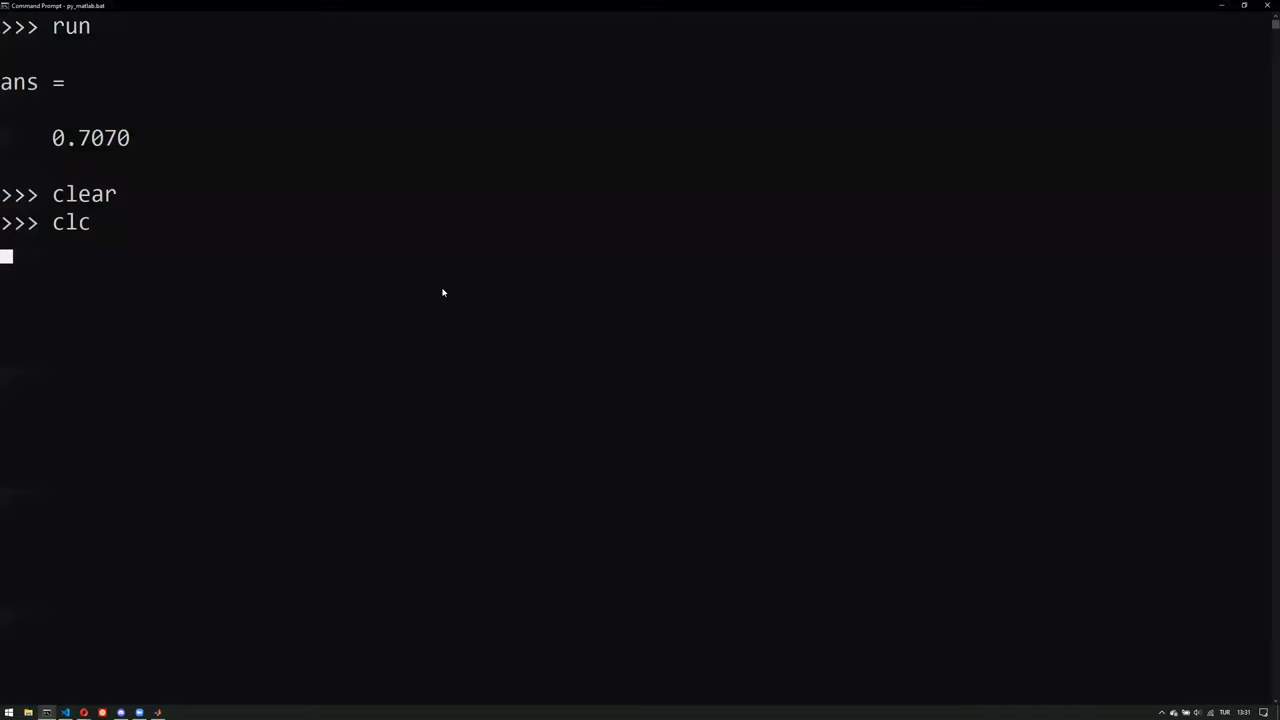 Command Prompt - py_matlab.bat
>>> run
ans =
0.7070
>>> clear
>>> clc
TUR
13:31